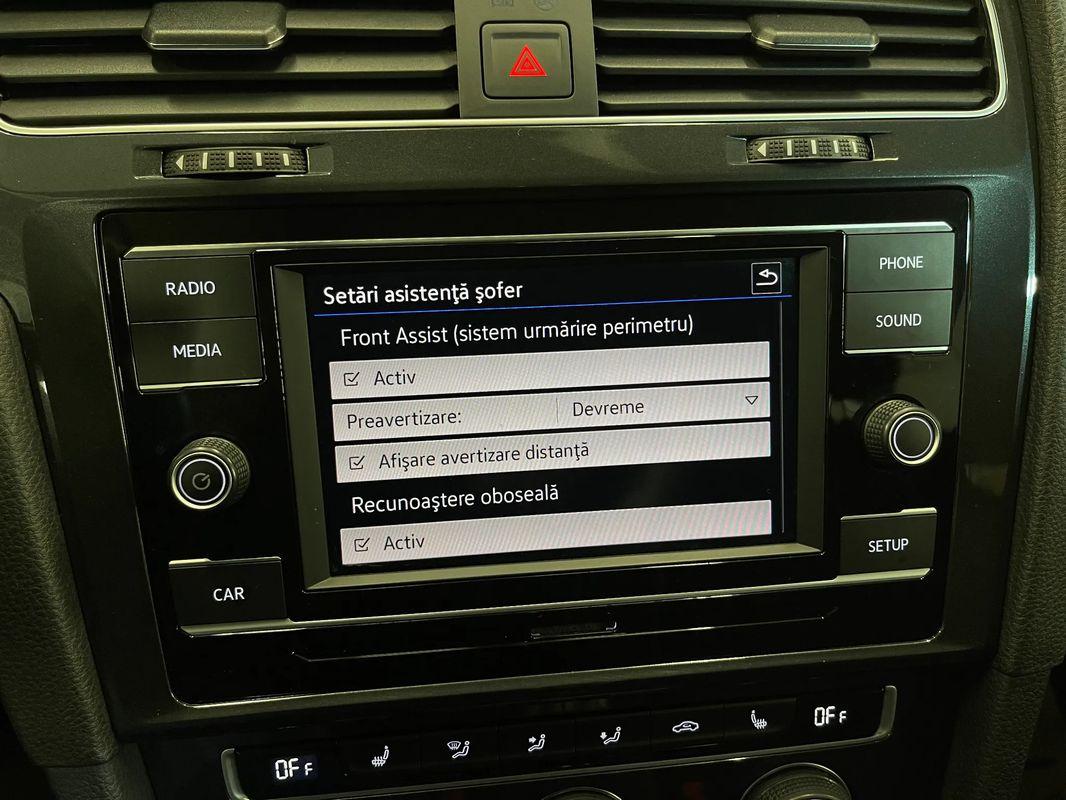 RADIO
MEDIA
CAR
Setări asistenţă şofer
Front Assist (sistem urmărire perimetru)
Activ
Preavertizare: Devreme
Afişare avertizare distanţă
Recunoaştere oboseală
Activ
PHONE
SOUND
SETUP
OFF
OFF